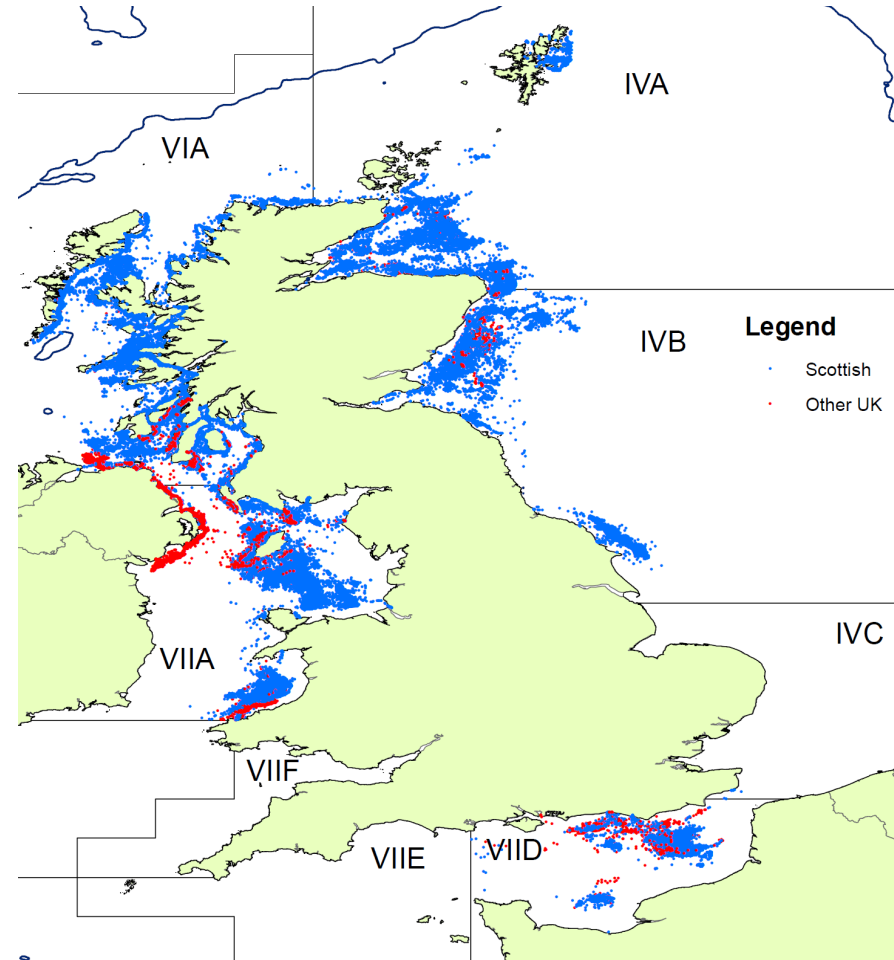 IVA
VIA
IVB
Legend
Scottish
Other UK
IVC
VIIA
VIIF
VIIE
VIID